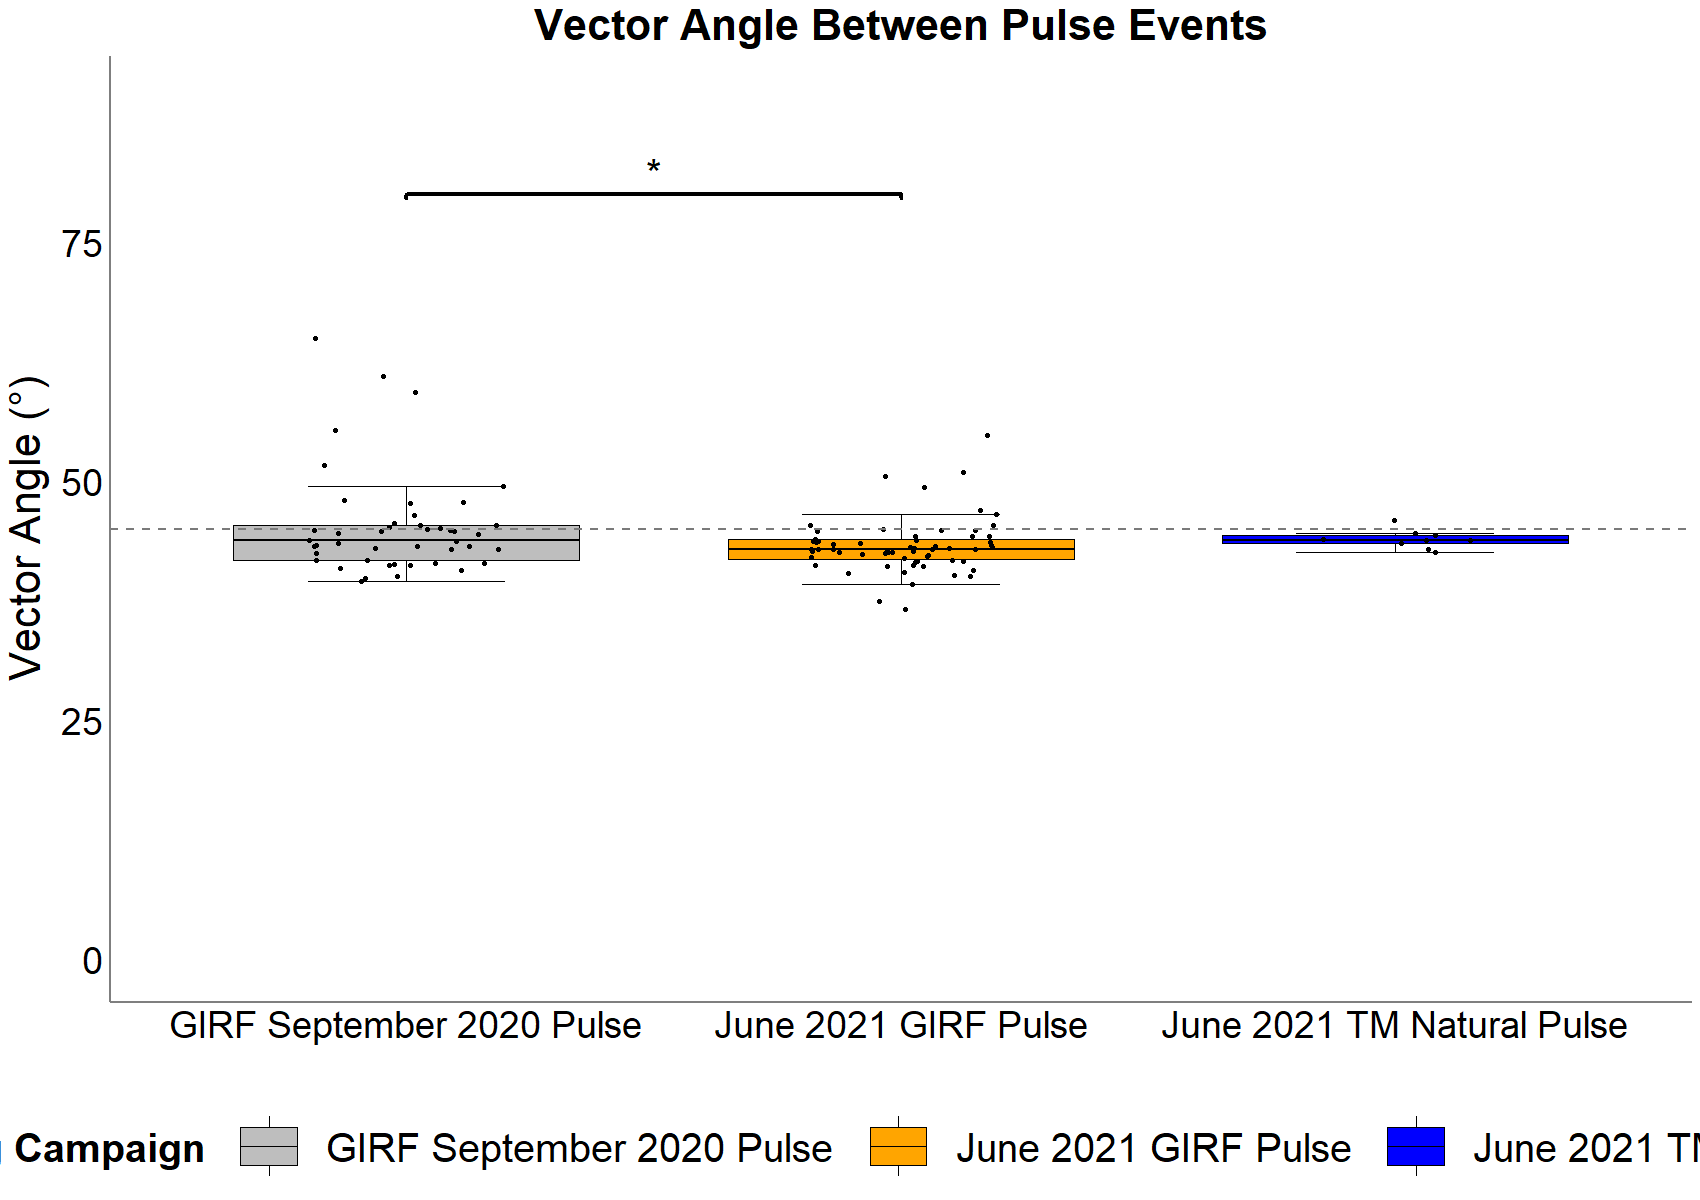 Vector Angle Between Pulse Events
*
75
50
25
0
Vector Angle (°)
GIRF September 2020 Pulse June 2021 GIRF Pulse June 2021 TM Natural Pulse
Campaign GIRF September 2020 Pulse June 2021 GIRF Pulse June 2021